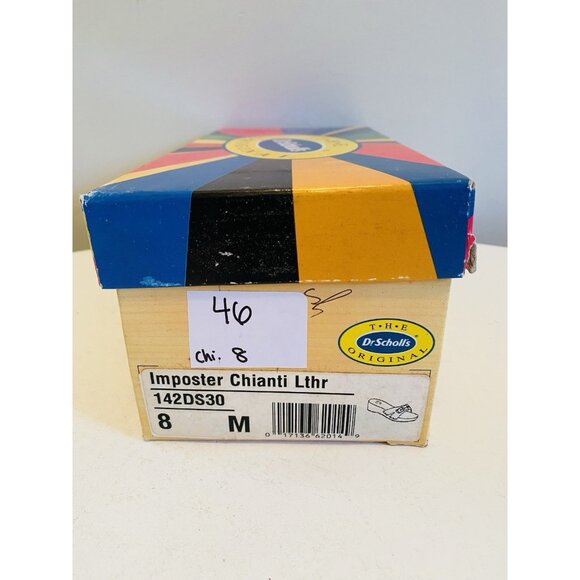 Dr.Scholl's
46
chi. 8
T·H·E
Dr.Scholl's
ORIGINAL
Imposter Chianti Lthr
142DS30
8 M
0 17136 62014 9